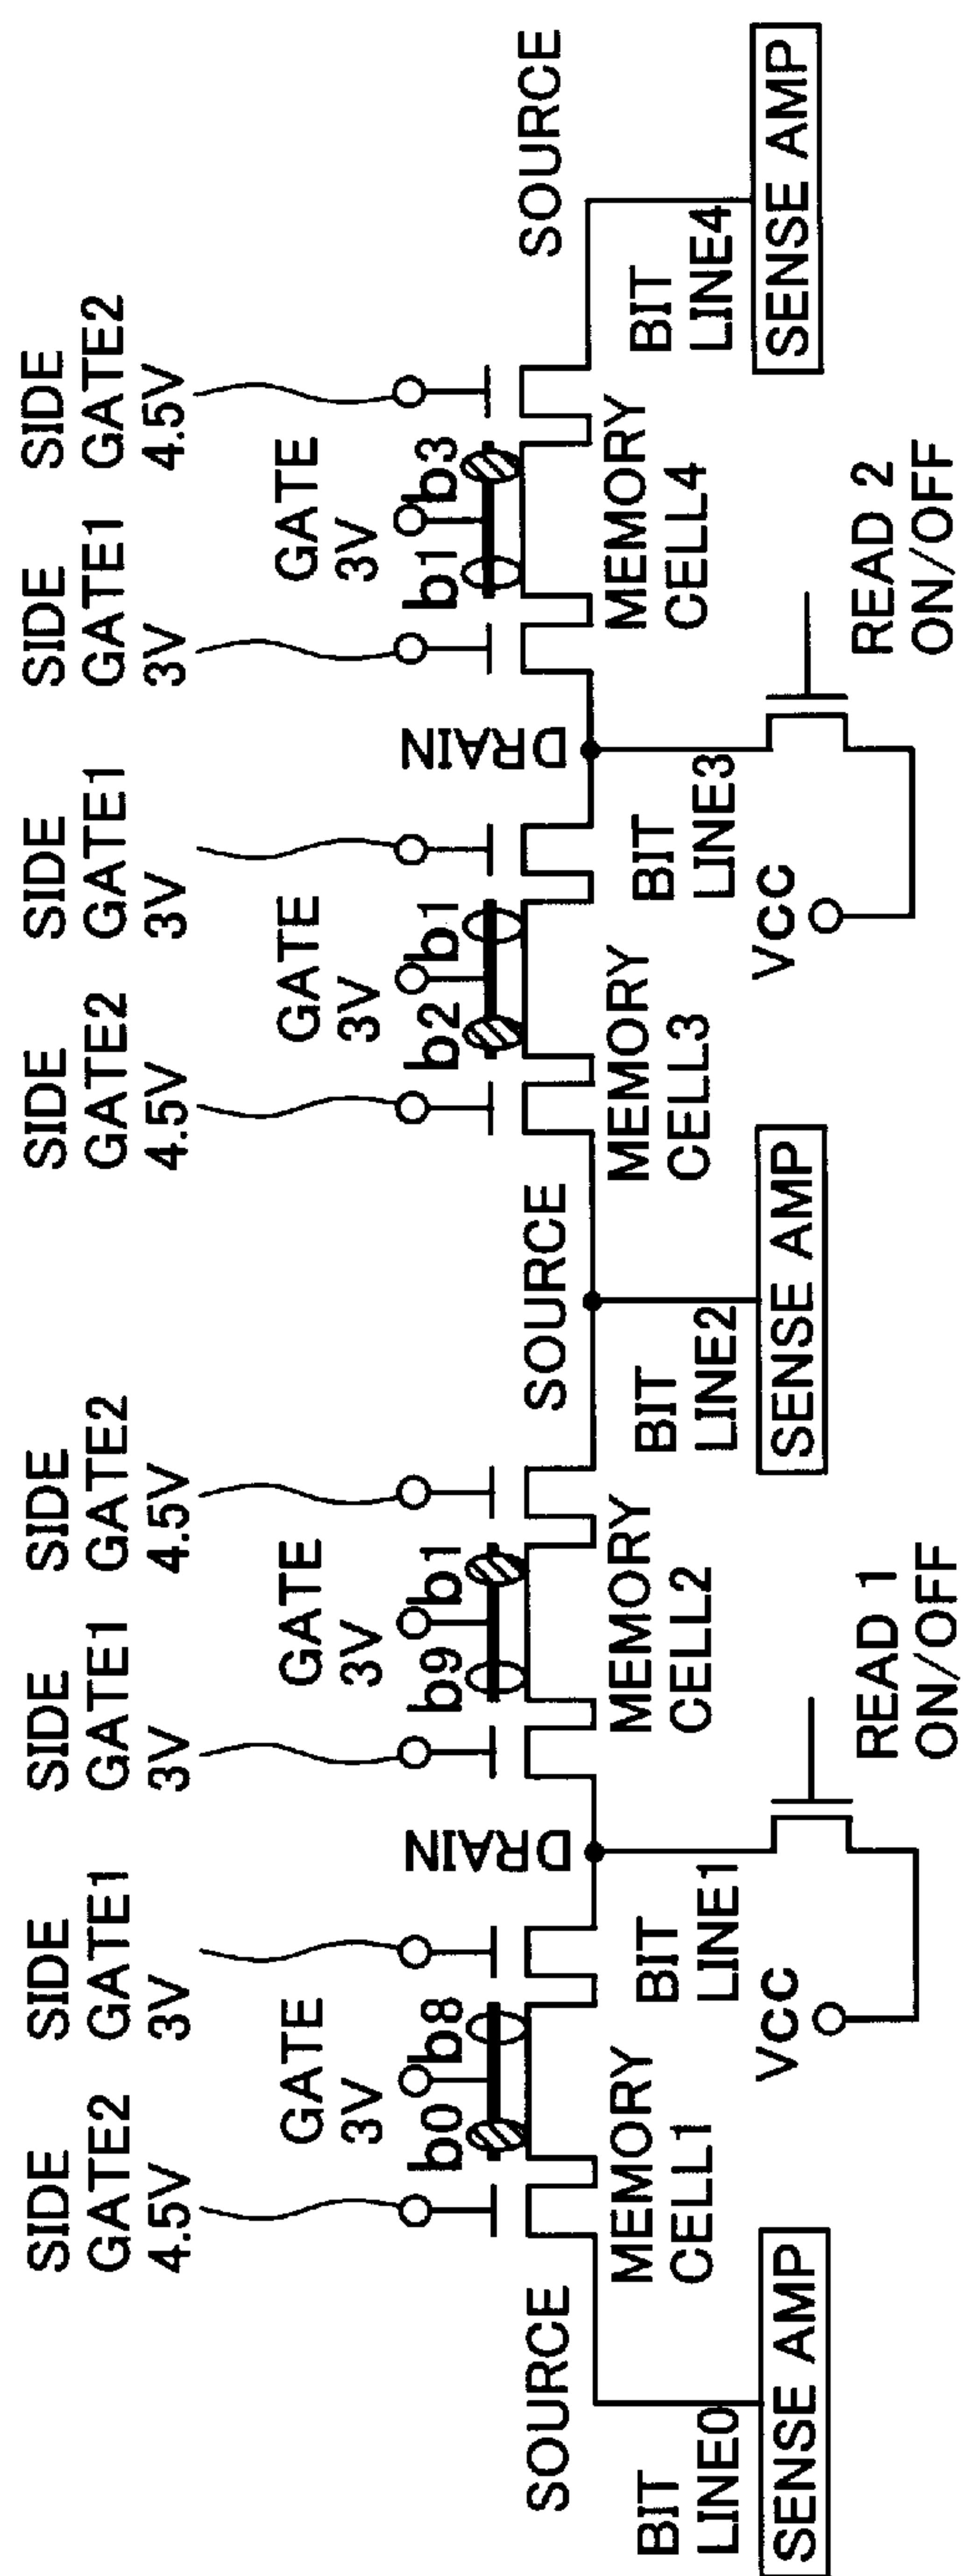 SIDE
GATE2
4.5V
SIDE
GATE1
3V
SIDE
GATE1
3V
SIDE
GATE2
4.5V
SIDE
GATE2
4.5V
SIDE
GATE1
3V
SIDE
GATE1
3V
SIDE
GATE2
4.5V
GATE
3V
GATE
3V
GATE
3V
GATE
3V
b0 b8
b9 b1
b2 b1
b1 b3
SOURCE
DRAIN
SOURCE
DRAIN
SOURCE
MEMORY
CELL1
MEMORY
CELL2
MEMORY
CELL3
MEMORY
CELL4
BIT
LINE0
BIT
LINE1
BIT
LINE2
BIT
LINE3
BIT
LINE4
SENSE AMP
VCC
READ 1
ON/OFF
SENSE AMP
VCC
READ 2
ON/OFF
SENSE AMP